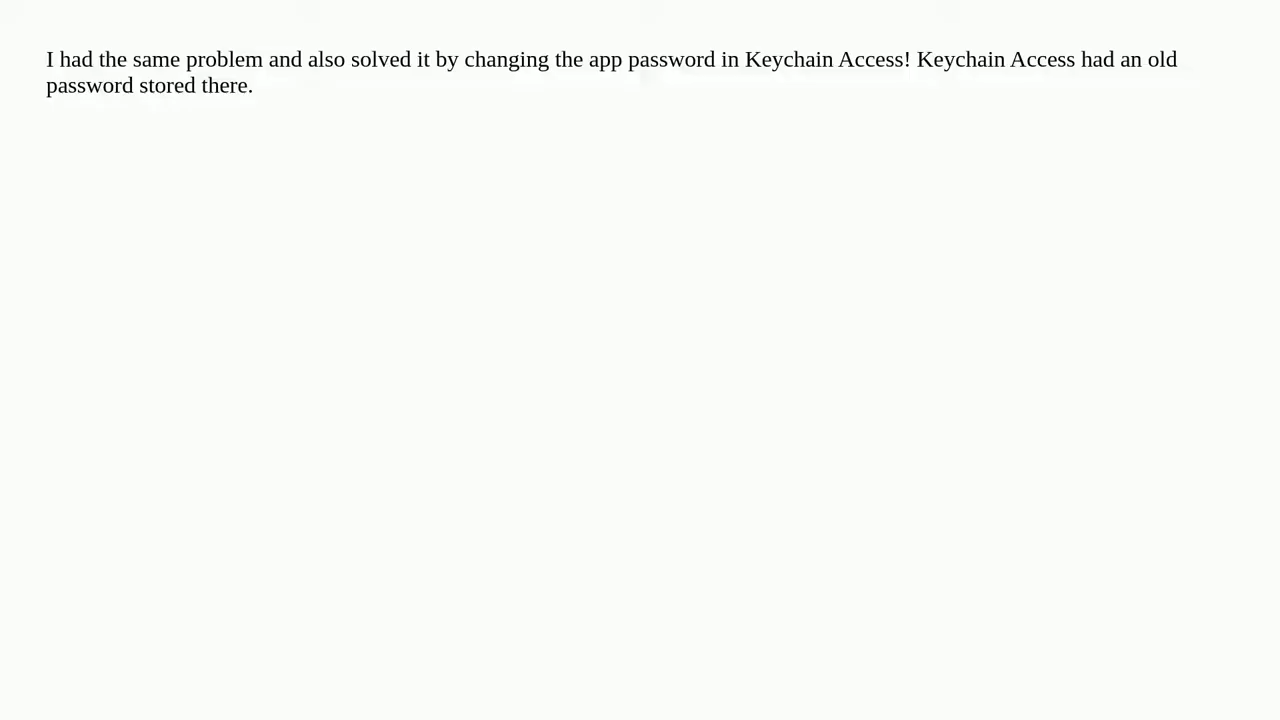 I had the same problem and also solved it by changing the app password in Keychain Access! Keychain Access had an old
password stored there.